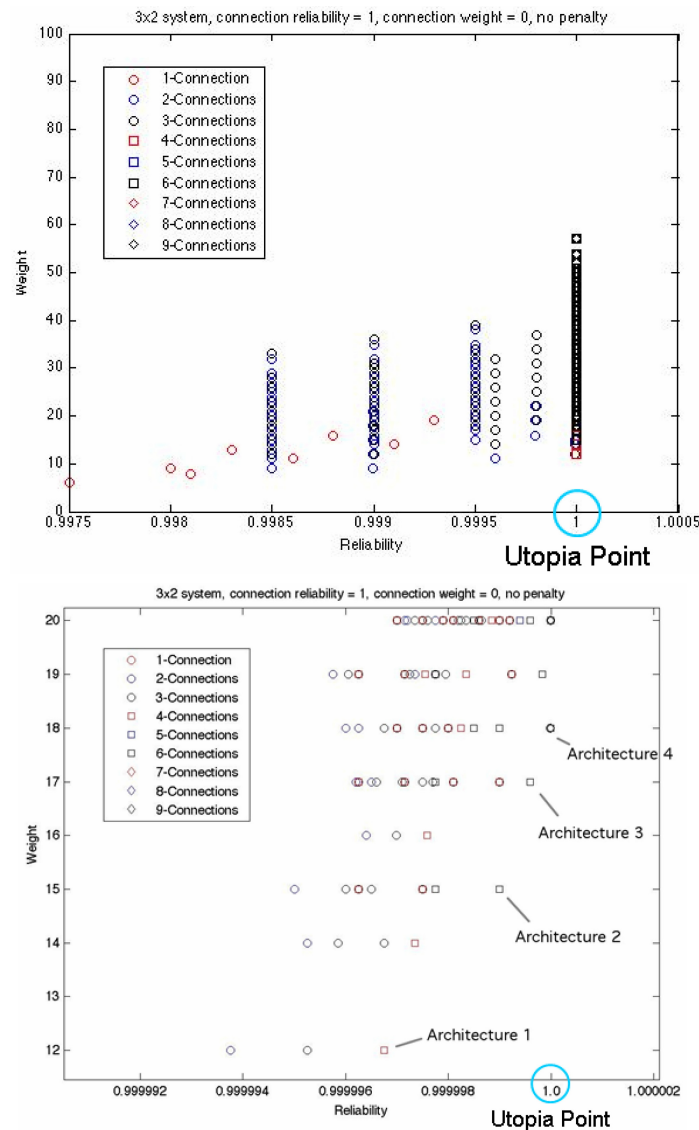 3x2 system, connection reliability = 1, connection weight = 0, no penalty
100
90
80
70
60
50
40
30
20
10
0
Weight
1-Connection
2-Connections
3-Connections
4-Connections
5-Connections
6-Connections
7-Connections
8-Connections
9-Connections
0.9975
0.998
0.9985
0.999
0.9995
1
1.0005
Reliability
Utopia Point
3x2 system, connection reliability = 1, connection weight = 0, no penalty
20
19
18
17
16
15
14
13
12
Weight
1-Connection
2-Connections
3-Connections
4-Connections
5-Connections
6-Connections
7-Connections
8-Connections
9-Connections
Architecture 4
Architecture 3
Architecture 2
Architecture 1
0.999992
0.999994
0.999996
0.999998
1.0
1.000002
Reliability
Utopia Point